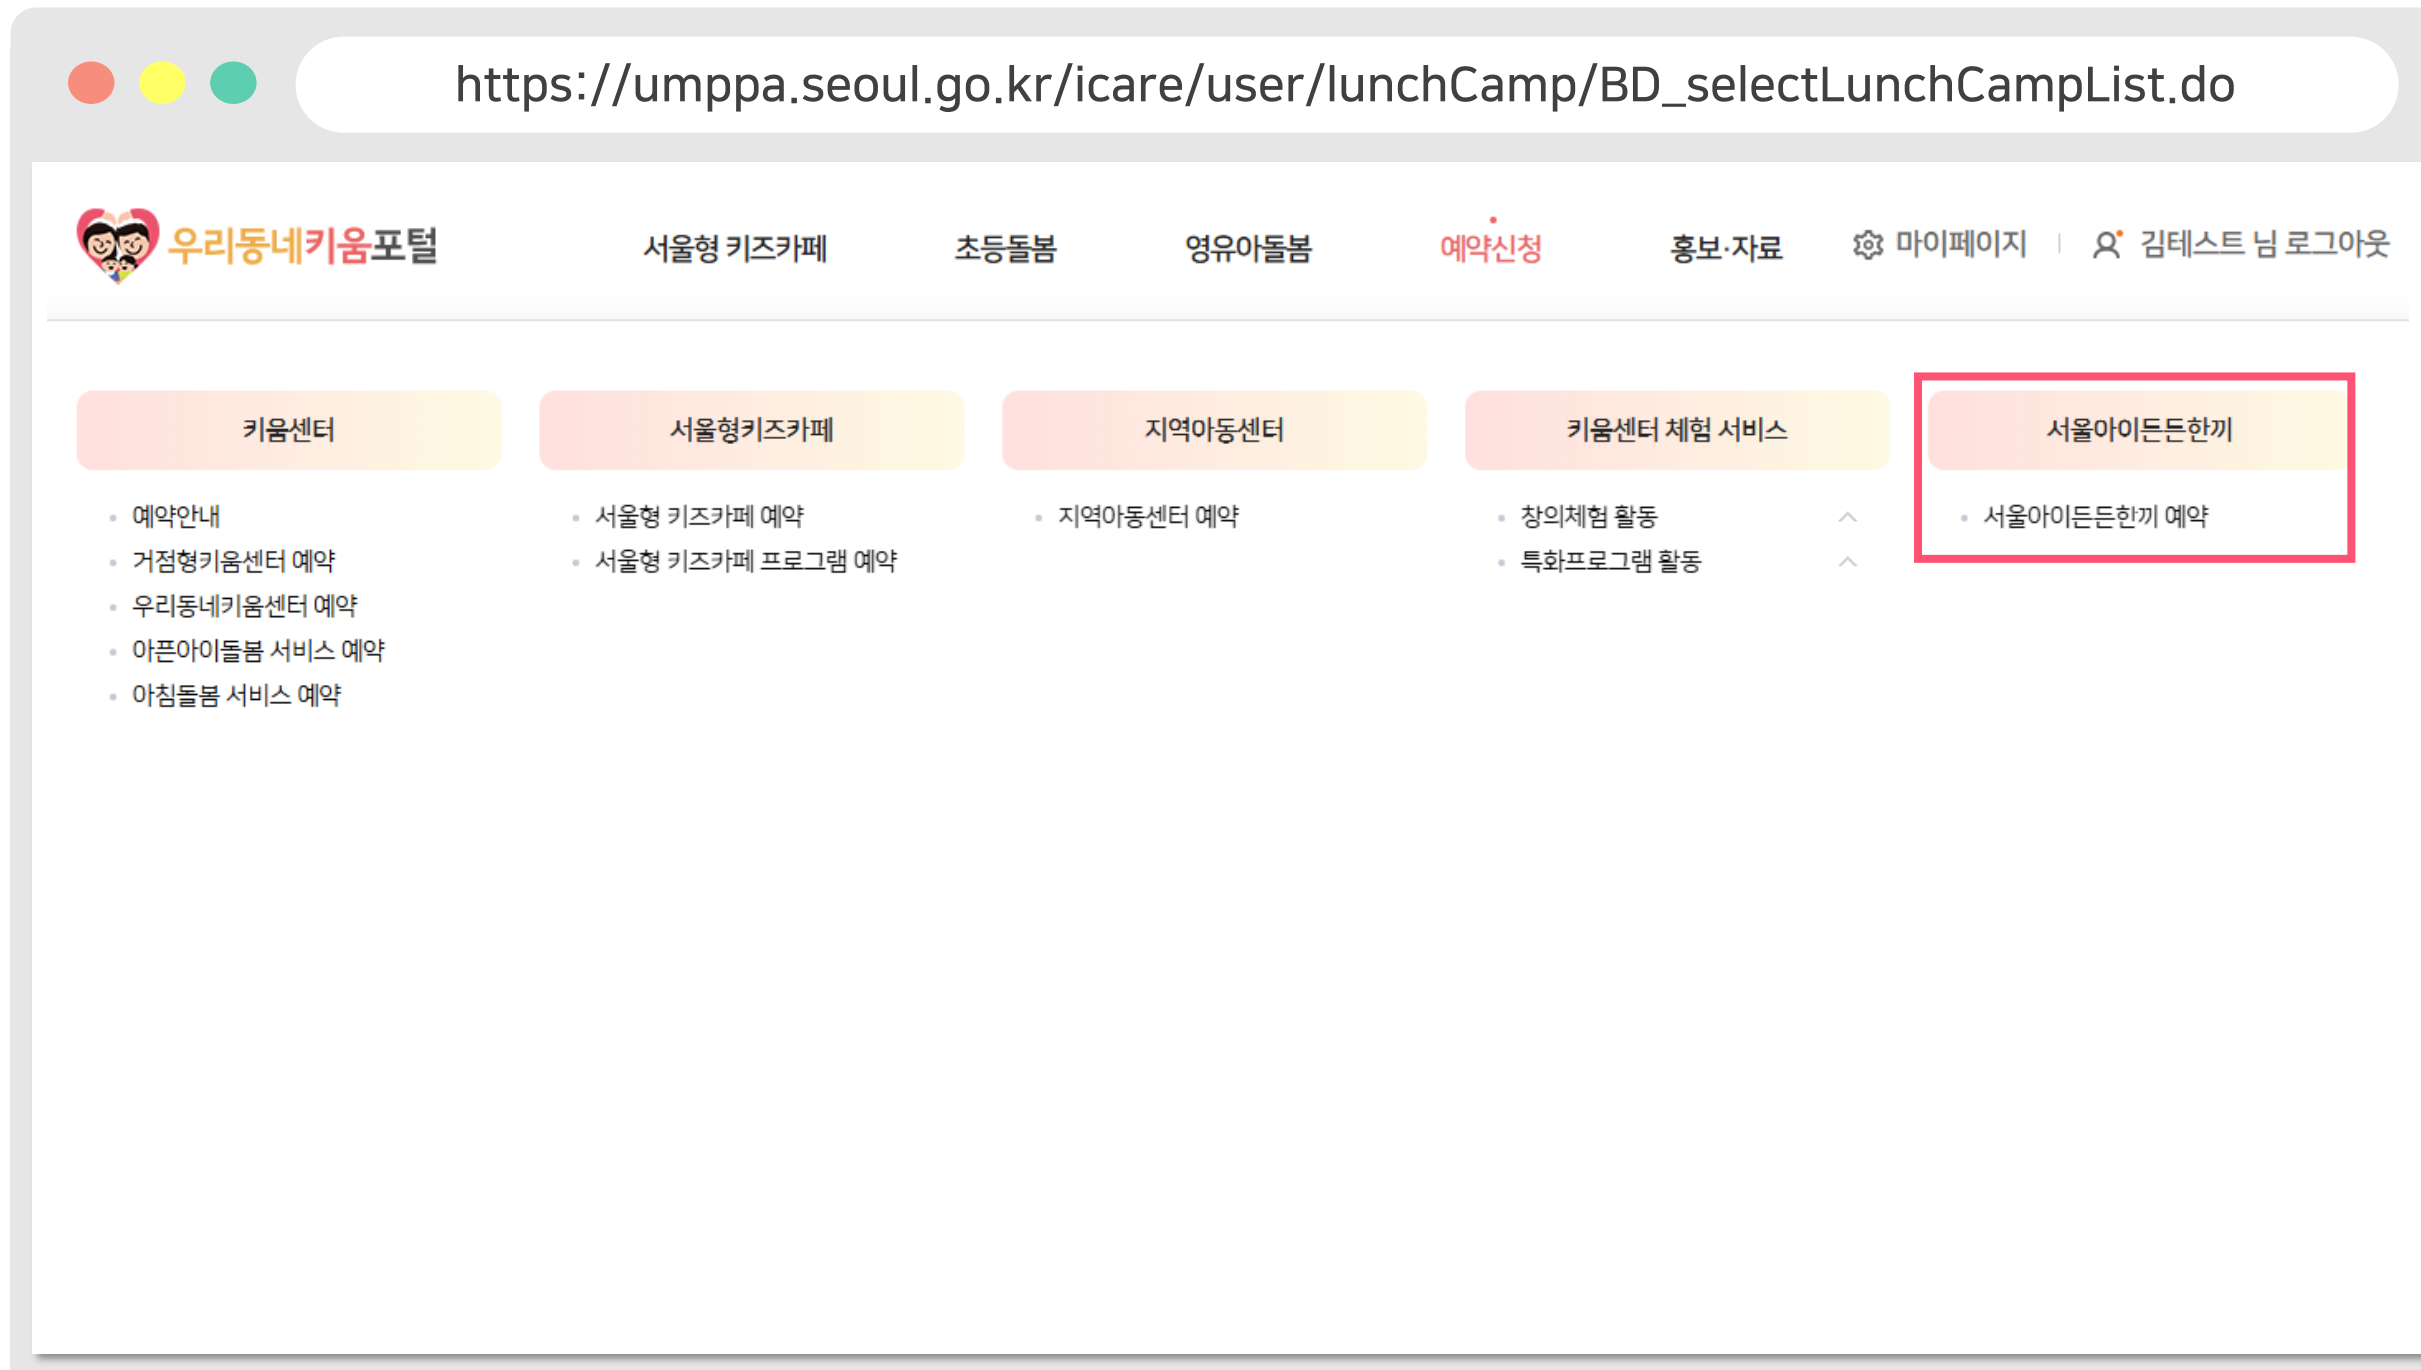 https://umppa.seoul.go.kr/icare/user/lunchCamp/BD_selectLunchCampList.do
우리동네키움포털
서울형 키즈카페
초등돌봄
영유아돌봄
예약신청
홍보·자료
마이페이지
김테스트 님 로그아웃
키움센터
예약안내
거점형키움센터 예약
우리동네키움센터 예약
아픈아이돌봄 서비스 예약
아침돌봄 서비스 예약
서울형키즈카페
서울형 키즈카페 예약
서울형 키즈카페 프로그램 예약
지역아동센터
지역아동센터 예약
키움센터 체험 서비스
창의체험 활동
특화프로그램 활동
서울아이든든한끼
서울아이든든한끼 예약